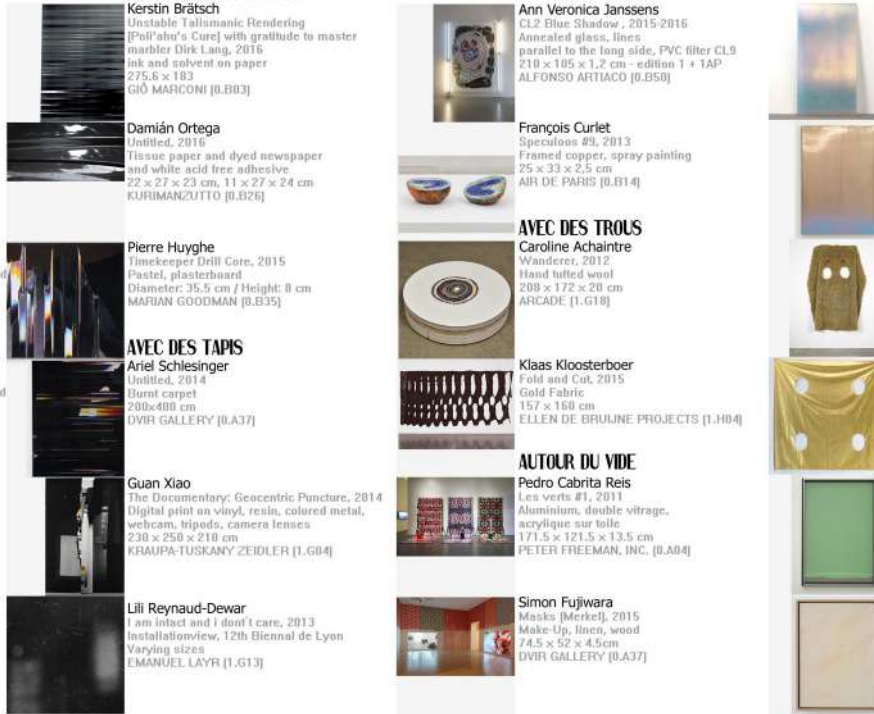 Kerstin Brätsch
Unstable Talismanic Rendering
[Poli'ahu's Cure] with gratitude to master
marbler Dirk Lang, 2016
ink and solvent on paper
275.6 x 183
GIÒ MARCONI [0.B03]
Damián Ortega
Untitled, 2016
Tissue paper and dyed newspaper
and white acid free adhesive
22 x 27 x 23 cm, 11 x 27 x 24 cm
KURIMANZUTTO [0.B26]
Pierre Huyghe
Timekeeper Drill Core, 2015
Pastel, plasterboard
Diameter: 35.5 cm / Height: 8 cm
MARIAN GOODMAN [0.B35]
AVEC DES TAPIS
Ariel Schlesinger
Untitled, 2014
Burnt carpet
200x400 cm
DVIR GALLERY [0.A37]
Guan Xiao
The Documentary: Geocentric Puncture, 2014
Digital print on vinyl, resin, colored metal,
webcam, tripods, camera lenses
230 x 250 x 210 cm
KRAUPA-TUSKANY ZEIDLER [1.G04]
Lili Reynaud-Dewar
I am intact and i dont't care, 2013
Installationview, 12th Biennal de Lyon
Varying sizes
EMANUEL LAYR [1.G13]
Ann Veronica Janssens
CL2 Blue Shadow , 2015-2016
Annealed glass, lines
parallel to the long side, PVC filter CL9
210 x 105 x 1,2 cm - edition 1 + 1AP
ALFONSO ARTIACO [0.B50]
François Curlet
Speculoos #9, 2013
Framed copper, spray painting
25 x 33 x 2,5 cm
AIR DE PARIS [0.B14]
AVEC DES TROUS
Caroline Achaintre
Wanderer, 2012
Hand tufted wool
208 x 172 x 20 cm
ARCADE [1.G18]
Klaas Kloosterboer
Fold and Cut, 2015
Gold Fabric
157 x 160 cm
ELLEN DE BRUIJNE PROJECTS [1.H04]
AUTOUR DU VIDE
Pedro Cabrita Reis
Les verts #1, 2011
Aluminium, double vitrage,
acrylique sur toile
171.5 x 121.5 x 13.5 cm
PETER FREEMAN, INC. [0.A04]
Simon Fujiwara
Masks [Merkel], 2015
Make-Up, linen, wood
74.5 x 52 x 4.5cm
DVIR GALLERY [0.A37]